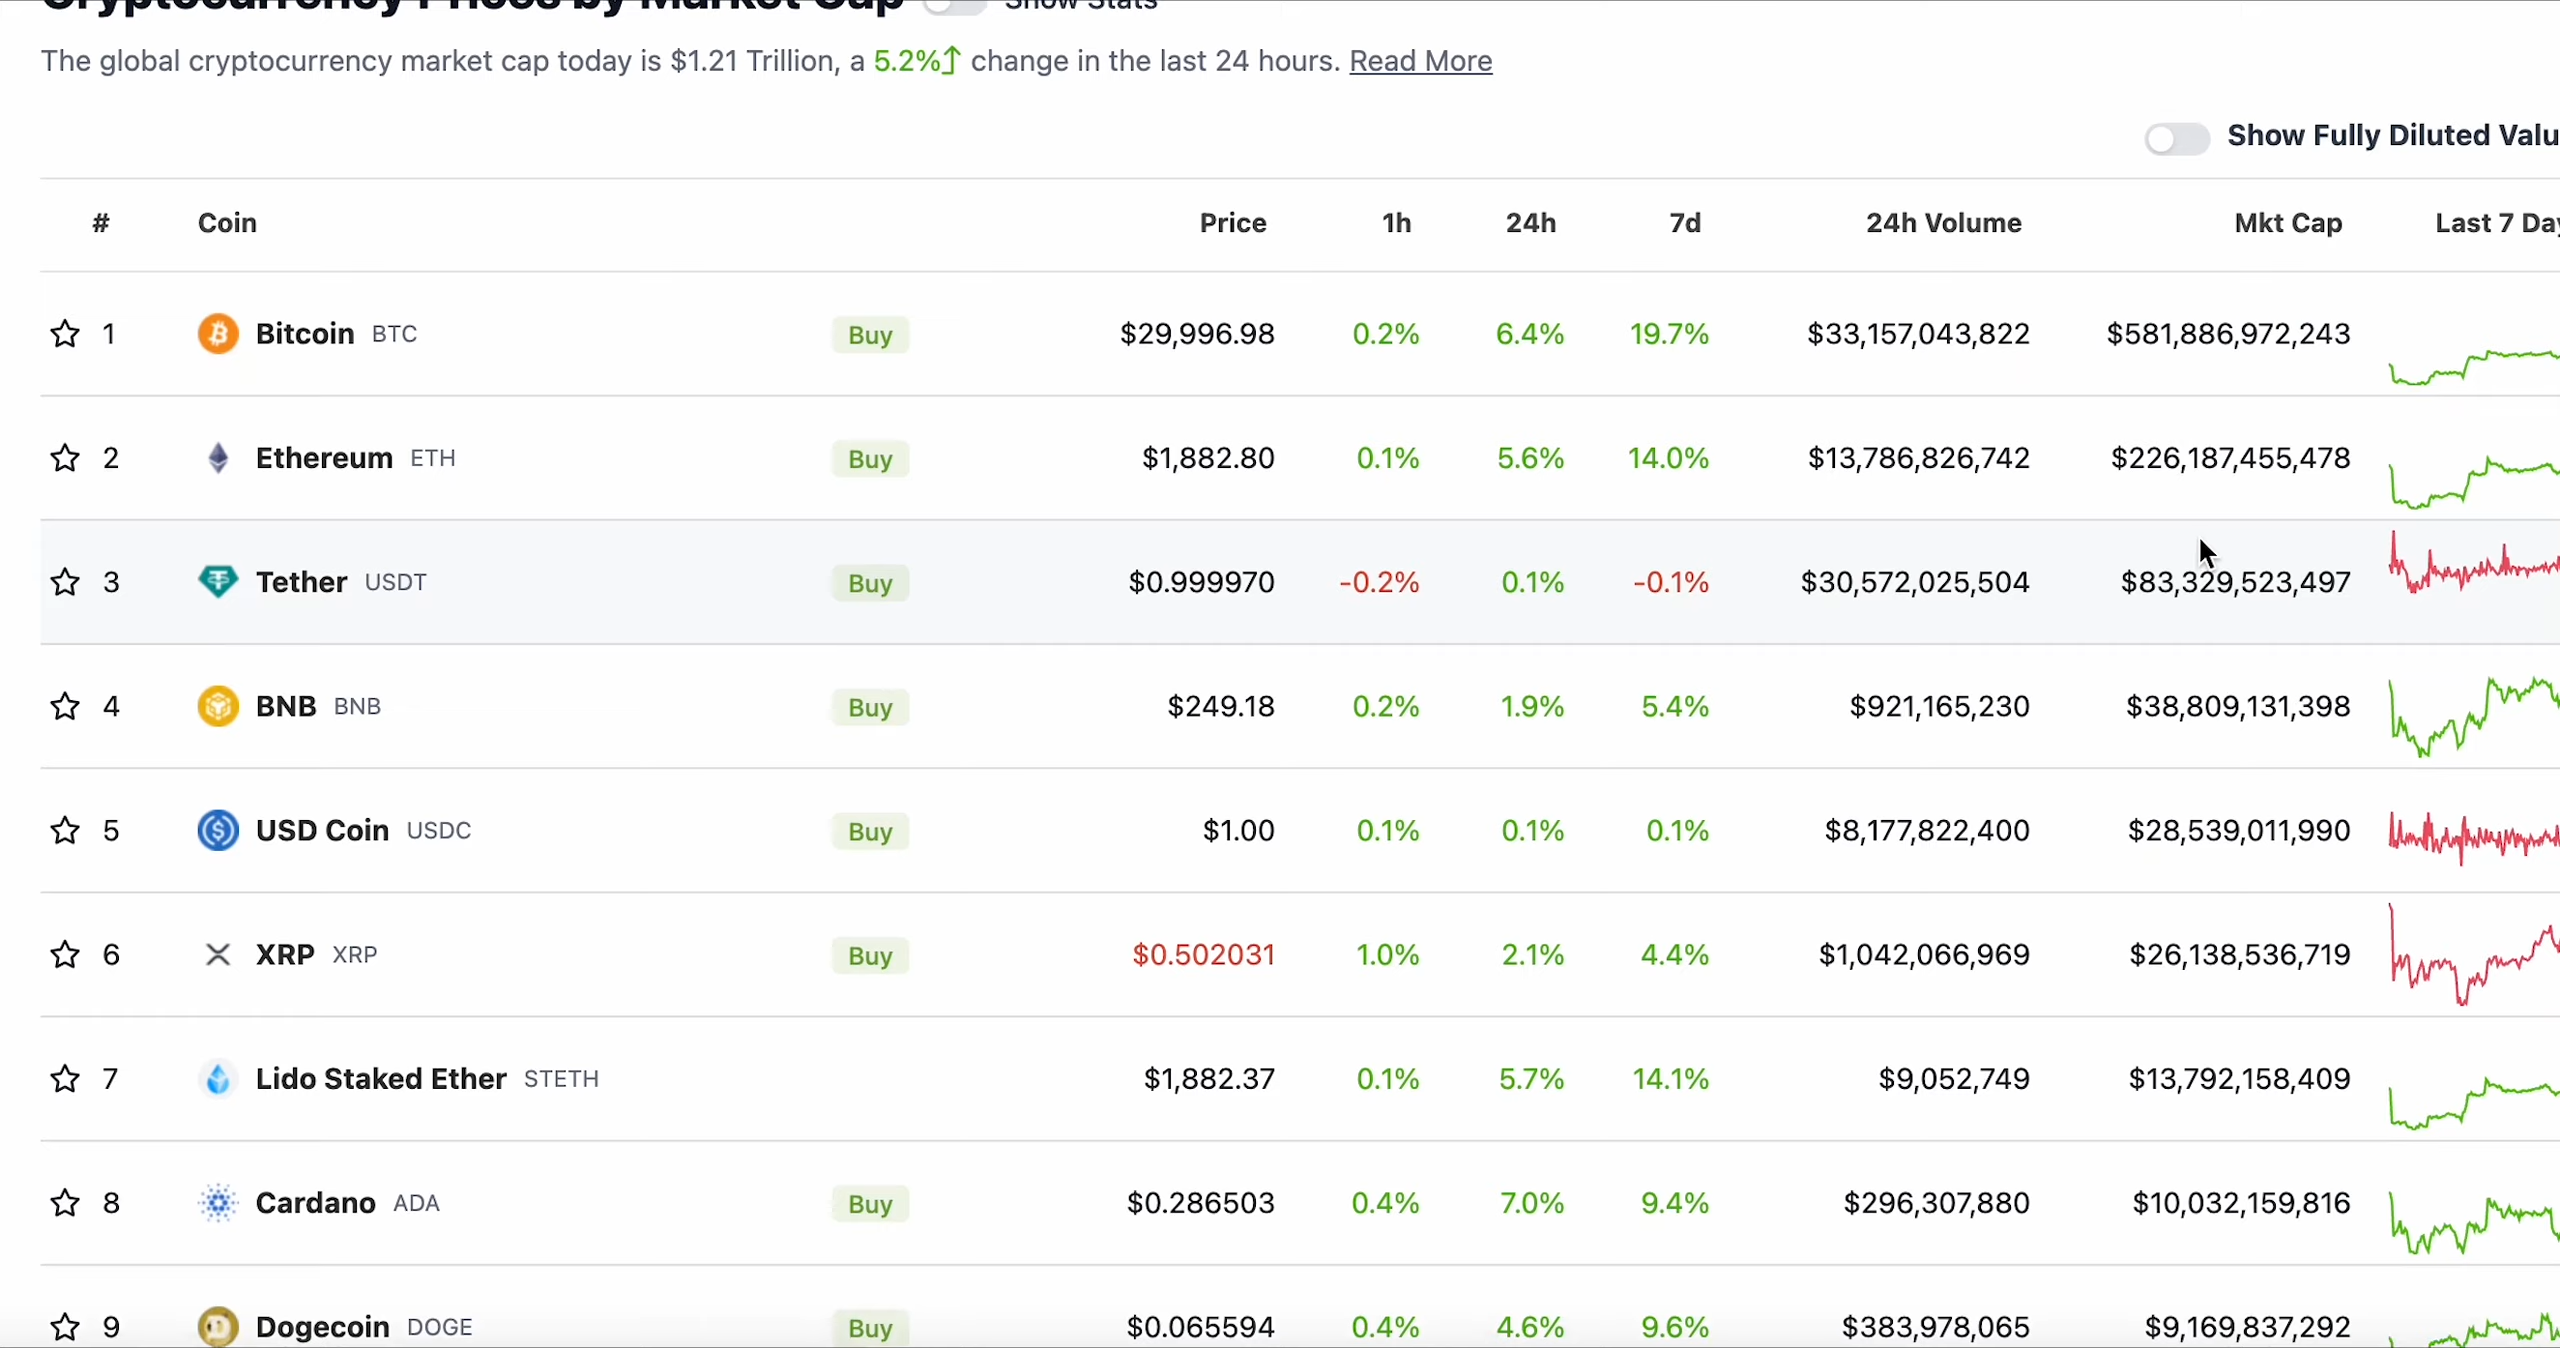 Cryptocurrency Prices by Market Cap Show Stats
The global cryptocurrency market cap today is $1.21 Trillion, a 5.2% change in the last 24 hours. Read More
Show Fully Diluted Valu
# Coin Price 1h 24h 7d 24h Volume Mkt Cap Last 7 Day
1 Bitcoin BTC Buy $29,996.98 0.2% 6.4% 19.7% $33,157,043,822 $581,886,972,243
2 Ethereum ETH Buy $1,882.80 0.1% 5.6% 14.0% $13,786,826,742 $226,187,455,478
3 Tether USDT Buy $0.999970 -0.2% 0.1% -0.1% $30,572,025,504 $83,329,523,497
4 BNB BNB Buy $249.18 0.2% 1.9% 5.4% $921,165,230 $38,809,131,398
5 USD Coin USDC Buy $1.00 0.1% 0.1% 0.1% $8,177,822,400 $28,539,011,990
6 XRP XRP Buy $0.502031 1.0% 2.1% 4.4% $1,042,066,969 $26,138,536,719
7 Lido Staked Ether STETH $1,882.37 0.1% 5.7% 14.1% $9,052,749 $13,792,158,409
8 Cardano ADA Buy $0.286503 0.4% 7.0% 9.4% $296,307,880 $10,032,159,816
9 Dogecoin DOGE Buy $0.065594 0.4% 4.6% 9.6% $383,978,065 $9,169,837,292